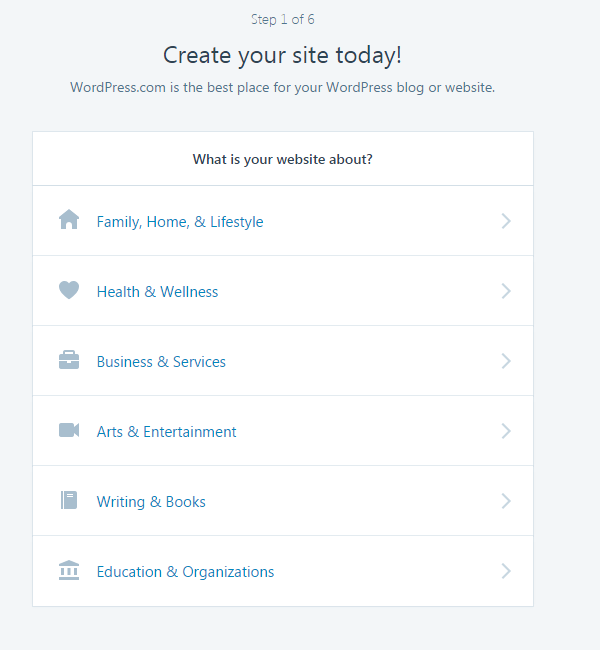 Step 1 of 6
Create your site today!
WordPress.com is the best place for your WordPress blog or website.
What is your website about?
Family, Home, & Lifestyle
Health & Wellness
Business & Services
Arts & Entertainment
Writing & Books
Education & Organizations